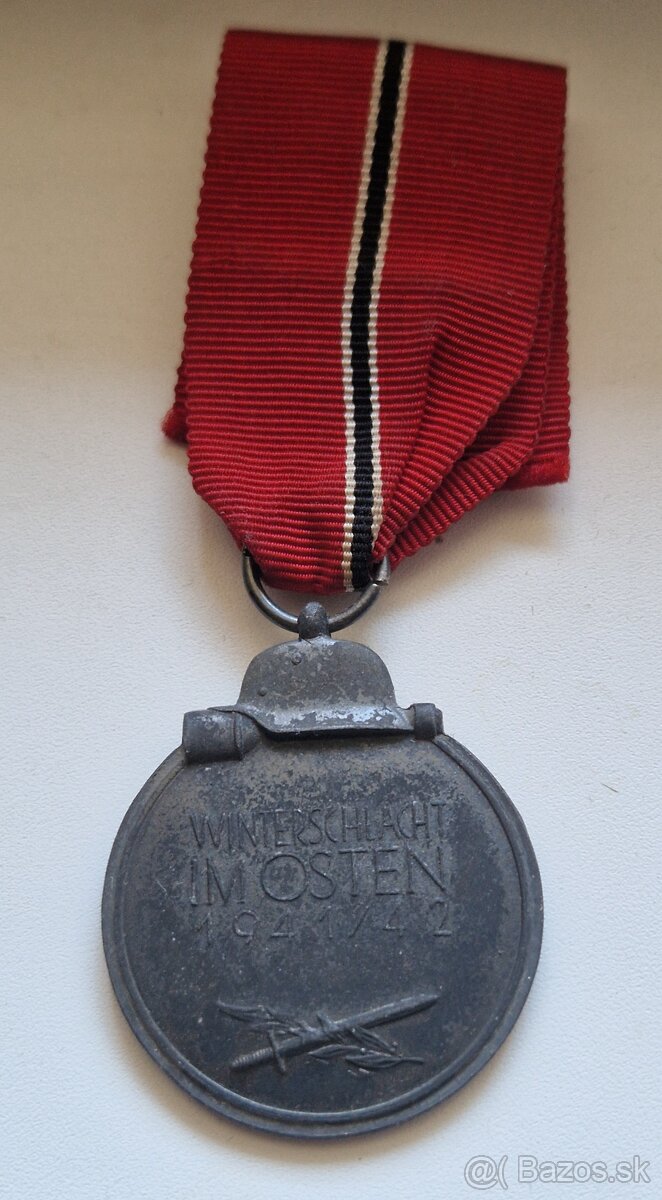 WINTERSCHLACHT
IM OSTEN
1941/42
@( Bazos.sk